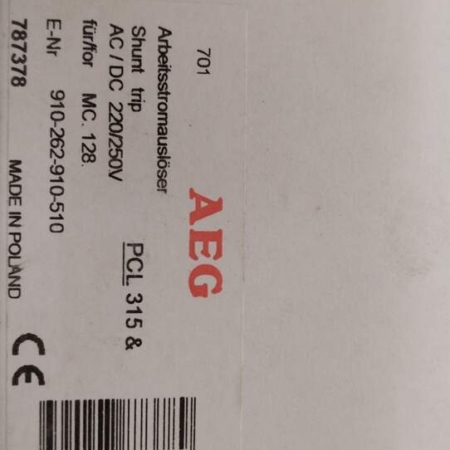 701
AEG
Arbeitsstromauslöser
Shunt trip
AC / DC 220/250V
PCL 315 &
für/for MC. 128.
E-Nr 910-262-910-510
787378 MADE IN POLAND CE